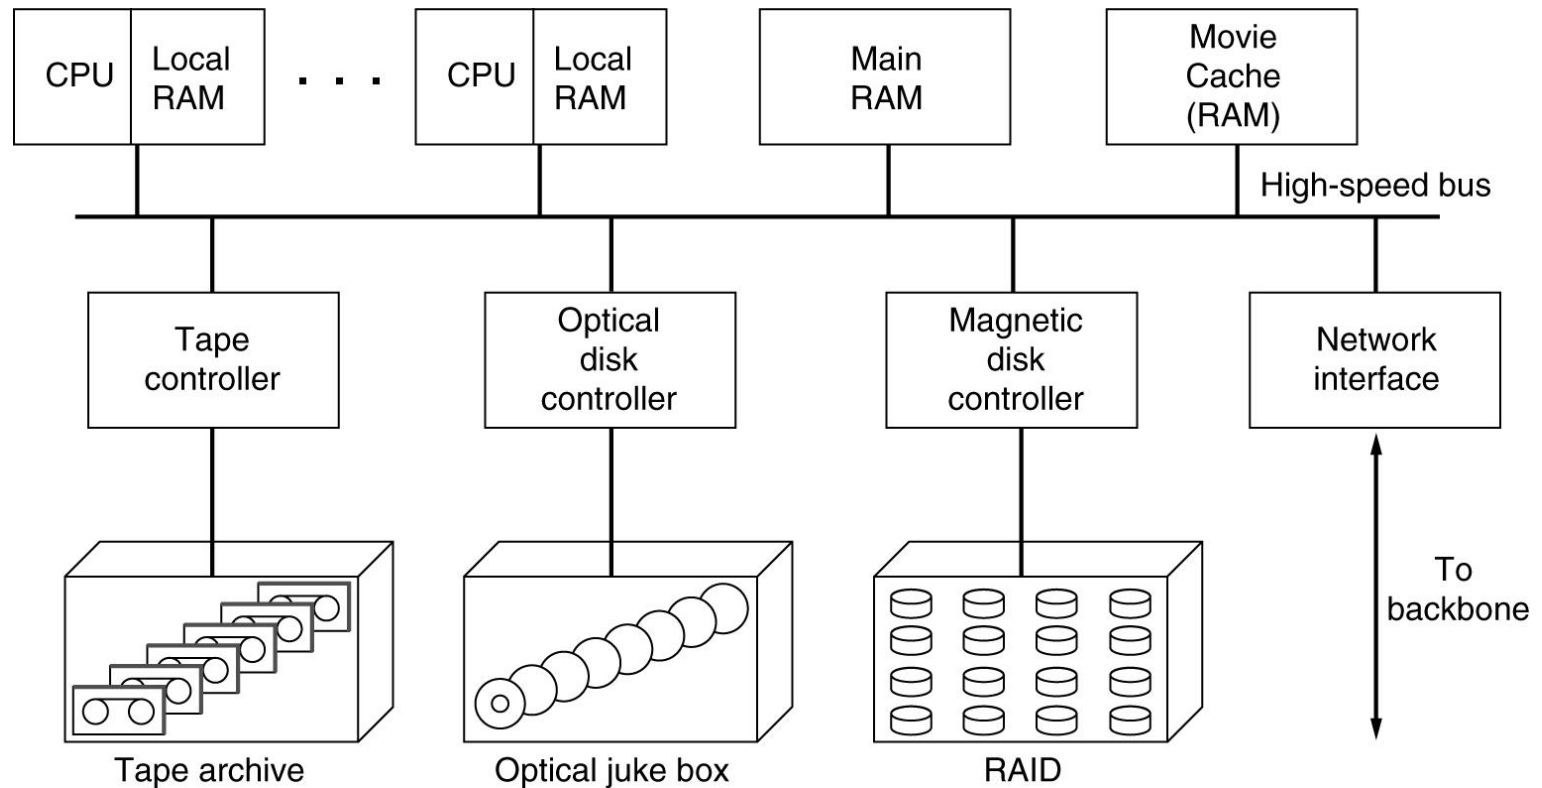 CPU
Local
RAM
. . .
CPU
Local
RAM
Main
RAM
Movie
Cache
(RAM)
High-speed bus
Tape
controller
Optical
disk
controller
Magnetic
disk
controller
Network
interface
To
backbone
Tape archive
Optical juke box
RAID